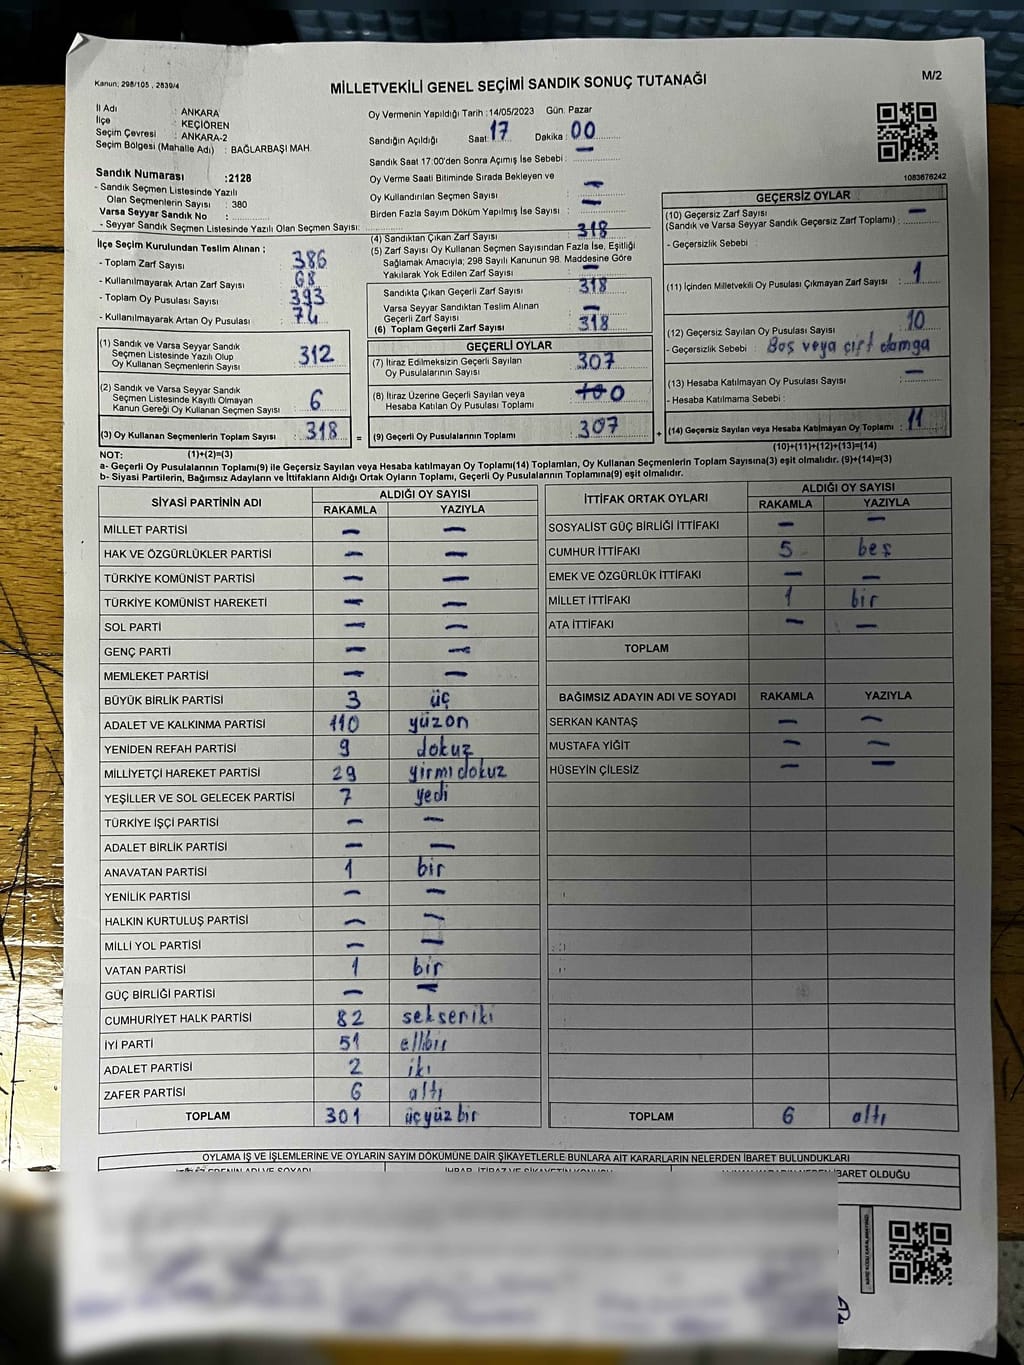 Kanun: 298/105 , 2839/4
MİLLETVEKİLİ GENEL SEÇİMİ SANDIK SONUÇ TUTANAĞI
M/2
İl Adı : ANKARA
İlçe : KEÇİÖREN
Seçim Çevresi : ANKARA-2
Seçim Bölgesi (Mahalle Adı) : BAĞLARBAŞI MAH.
Sandık Numarası :2128
- Sandık Seçmen Listesinde Yazılı
Olan Seçmenlerin Sayısı : 380
Varsa Seyyar Sandık No :
- Seyyar Sandık Seçmen Listesinde Yazılı Olan Seçmen Sayısı:
Oy Vermenin Yapıldığı Tarih :14/05/2023 Gün: Pazar
Sandığın Açıldığı Saat: 17 Dakika : 00
Sandık Saat 17:00'den Sonra Açımış İse Sebebi : —
Oy Verme Saati Bitiminde Sırada Bekleyen ve
Oy Kullandırılan Seçmen Sayısı —
Birden Fazla Sayım Döküm Yapılmış İse Sayısı : —
1083676242
İlçe Seçim Kurulundan Teslim Alınan :
- Toplam Zarf Sayısı : 386
- Kullanılmayarak Artan Zarf Sayısı : 68
- Toplam Oy Pusulası Sayısı : 393
- Kullanılmayarak Artan Oy Pusulası : 74
(1) Sandık ve Varsa Seyyar Sandık
Seçmen Listesinde Yazılı Olup
Oy Kullanan Seçmenlerin Sayısı : 312
(2) Sandık ve Varsa Seyyar Sandık
Seçmen Listesinde Kayıtlı Olmayan
Kanun Gereği Oy Kullanan Seçmen Sayısı : 6
(3) Oy Kullanan Seçmenlerin Toplam Sayısı : 318 =
(4) Sandıktan Çıkan Zarf Sayısı : 318
(5) Zarf Sayısı Oy Kullanan Seçmen Sayısından Fazla İse, Eşitliği
Sağlamak Amacıyla; 298 Sayılı Kanunun 98. Maddesine Göre
Yakılarak Yok Edilen Zarf Sayısı : —
Sandıkta Çıkan Geçerli Zarf Sayısı : 318
Varsa Seyyar Sandıktan Teslim Alınan
Geçerli Zarf Sayısı : —
(6) Toplam Geçerli Zarf Sayısı : 318
GEÇERLİ OYLAR
(7) İtiraz Edilmeksizin Geçerli Sayılan
Oy Pusulalarının Sayısı : 307
(8) İtiraz Üzerine Geçerli Sayılan veya
Hesaba Katılan Oy Pusulası Toplamı : 0
(9) Geçerli Oy Pusulalarının Toplamı : 307 +
GEÇERSİZ OYLAR
(10) Geçersiz Zarf Sayısı : —
(Sandık ve Varsa Seyyar Sandık Geçersiz Zarf Toplamı)
- Geçersizlik Sebebi :
(11) İçinden Milletvekili Oy Pusulası Çıkmayan Zarf Sayısı : 1
(12) Geçersiz Sayılan Oy Pusulası Sayısı : 10
- Geçersizlik Sebebi : Boş veya çift damga
(13) Hesaba Katılmayan Oy Pusulası Sayısı : —
- Hesaba Katılmama Sebebi :
(14) Geçersiz Sayılan veya Hesaba Katılmayan Oy Toplamı : 11
NOT: (1)+(2)=(3) (10)+(11)+(12)+(13)=(14)
a- Geçerli Oy Pusulalarının Toplamı(9) ile Geçersiz Sayılan veya Hesaba katılmayan Oy Toplamı(14) Toplamları, Oy Kullanan Seçmenlerin Toplam Sayısına(3) eşit olmalıdır. (9)+(14)=(3)
b- Siyasi Partilerin, Bağımsız Adayların ve İttifakların Aldığı Ortak Oyların Toplamı, Geçerli Oy Pusulalarının Toplamına(9) eşit olmalıdır.
SİYASİ PARTİNİN ADI ALDIĞI OY SAYISI
RAKAMLA YAZIYLA
MİLLET PARTİSİ — —
HAK VE ÖZGÜRLÜKLER PARTİSİ — —
TÜRKİYE KOMÜNİST PARTİSİ — —
TÜRKİYE KOMÜNİST HAREKETİ — —
SOL PARTİ — —
GENÇ PARTİ — —
MEMLEKET PARTİSİ — —
BÜYÜK BİRLİK PARTİSİ 3 üç
ADALET VE KALKINMA PARTİSİ 110 yüzon
YENİDEN REFAH PARTİSİ 9 dokuz
MİLLİYETÇİ HAREKET PARTİSİ 29 yirmidokuz
YEŞİLLER VE SOL GELECEK PARTİSİ 7 yedi
TÜRKİYE İŞÇİ PARTİSİ — —
ADALET BİRLİK PARTİSİ — —
ANAVATAN PARTİSİ 1 bir
YENİLİK PARTİSİ — —
HALKIN KURTULUŞ PARTİSİ — —
MİLLİ YOL PARTİSİ — —
VATAN PARTİSİ 1 bir
GÜÇ BİRLİĞİ PARTİSİ — —
CUMHURİYET HALK PARTİSİ 82 sekseniki
İYİ PARTİ 51 ellibir
ADALET PARTİSİ 2 iki
ZAFER PARTİSİ 6 altı
TOPLAM 301 üçyüzbir
İTTİFAK ORTAK OYLARI ALDIĞI OY SAYISI
RAKAMLA YAZIYLA
SOSYALİST GÜÇ BİRLİĞİ İTTİFAKI — —
CUMHUR İTTİFAKI 5 beş
EMEK VE ÖZGÜRLÜK İTTİFAKI — —
MİLLET İTTİFAKI 1 bir
ATA İTTİFAKI — —
TOPLAM
BAĞIMSIZ ADAYIN ADI VE SOYADI RAKAMLA YAZIYLA
SERKAN KANTAŞ — —
MUSTAFA YİĞİT — —
HÜSEYİN ÇİLESİZ — —
TOPLAM 6 altı
OYLAMA İŞ VE İŞLEMLERİNE VE OYLARIN SAYIM DÖKÜMÜNE DAİR ŞİKAYETLERLE BUNLARA AİT KARARLARIN NELERDEN İBARET BULUNDUKLARI
İBARET OLDUĞU